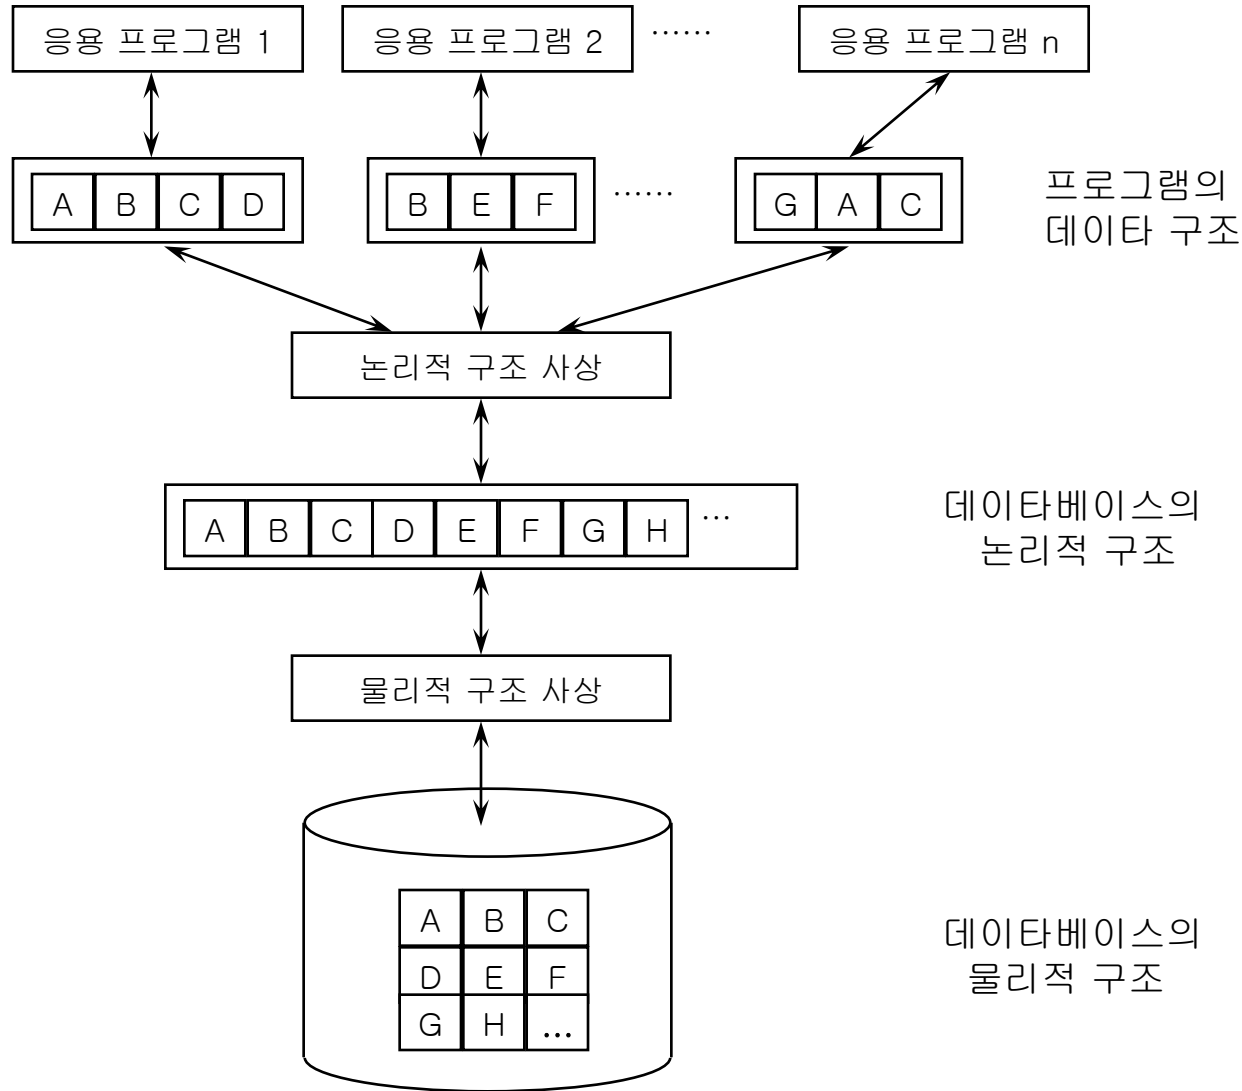 응용 프로그램 1
응용 프로그램 2
······
응용 프로그램 n
A B C D
B E F
······
G A C
프로그램의
데이타 구조
논리적 구조 사상
A B C D E F G H ···
데이타베이스의
논리적 구조
물리적 구조 사상
A B C
D E F
G H ...
데이타베이스의
물리적 구조